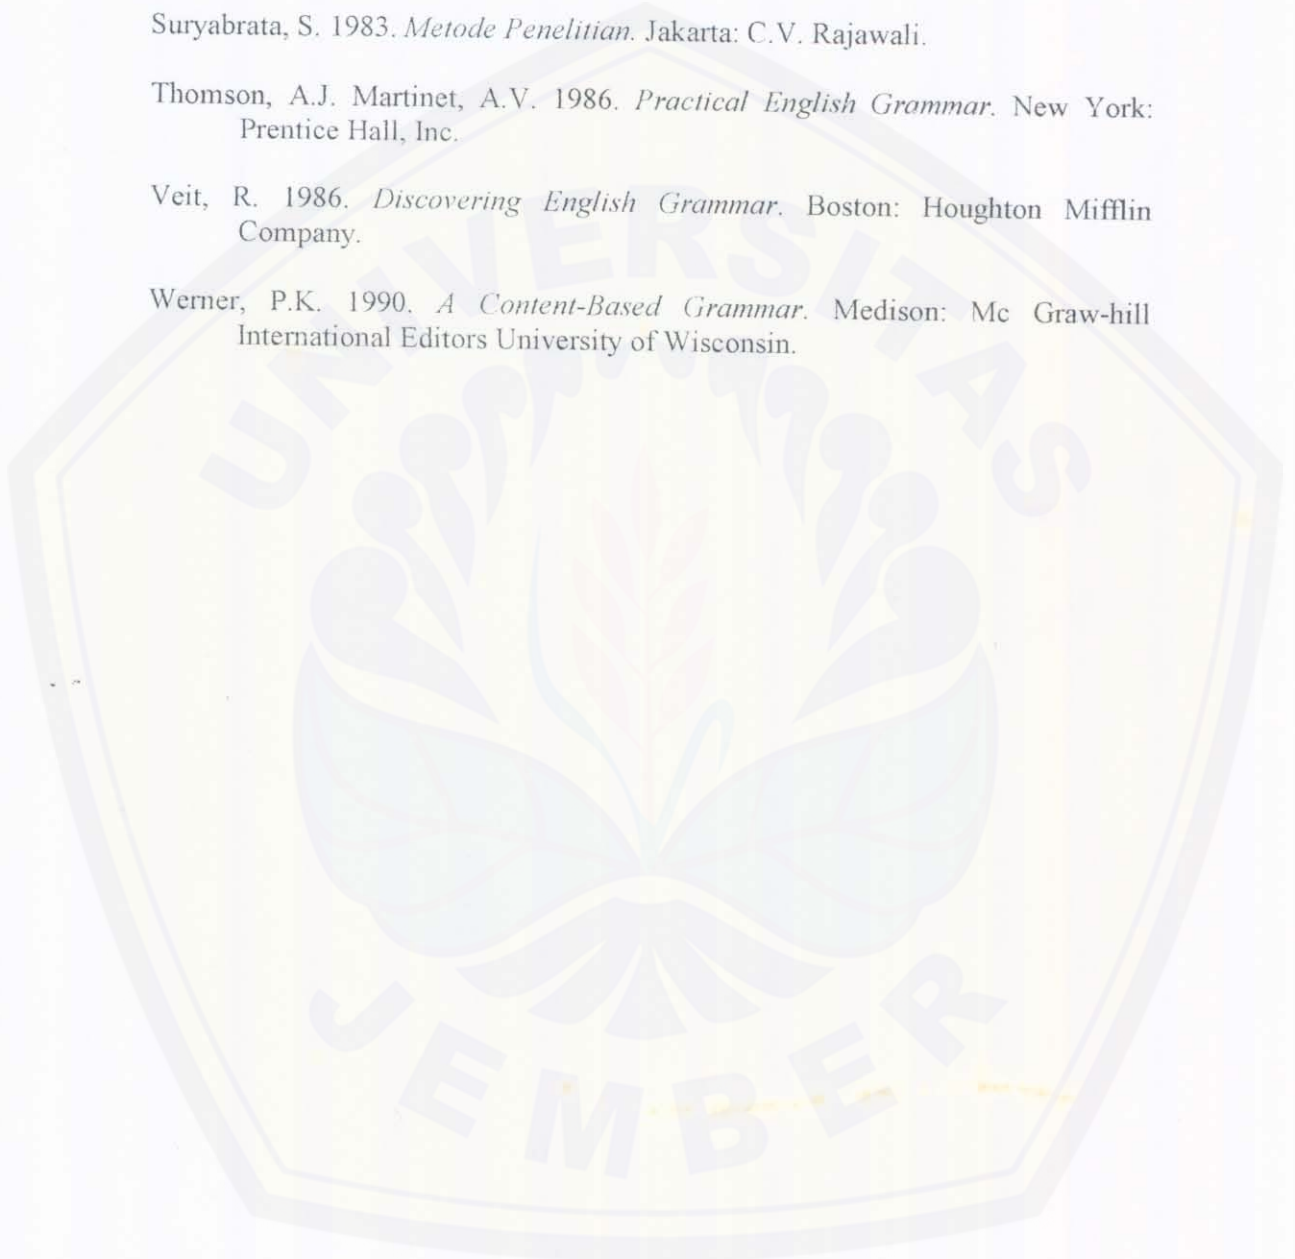 Suryabrata, S. 1983. Metode Penelitian. Jakarta: C.V. Rajawali.
Thomson, A.J. Martinet, A.V. 1986. Practical English Grammar. New York:
Prentice Hall, Inc.
Veit, R. 1986. Discovering English Grammar. Boston: Houghton Mifflin
Company.
Werner, P.K. 1990. A Content-Based Grammar. Medison: Mc Graw-hill
International Editors University of Wisconsin.
UNIVERSITAS
JEMBER